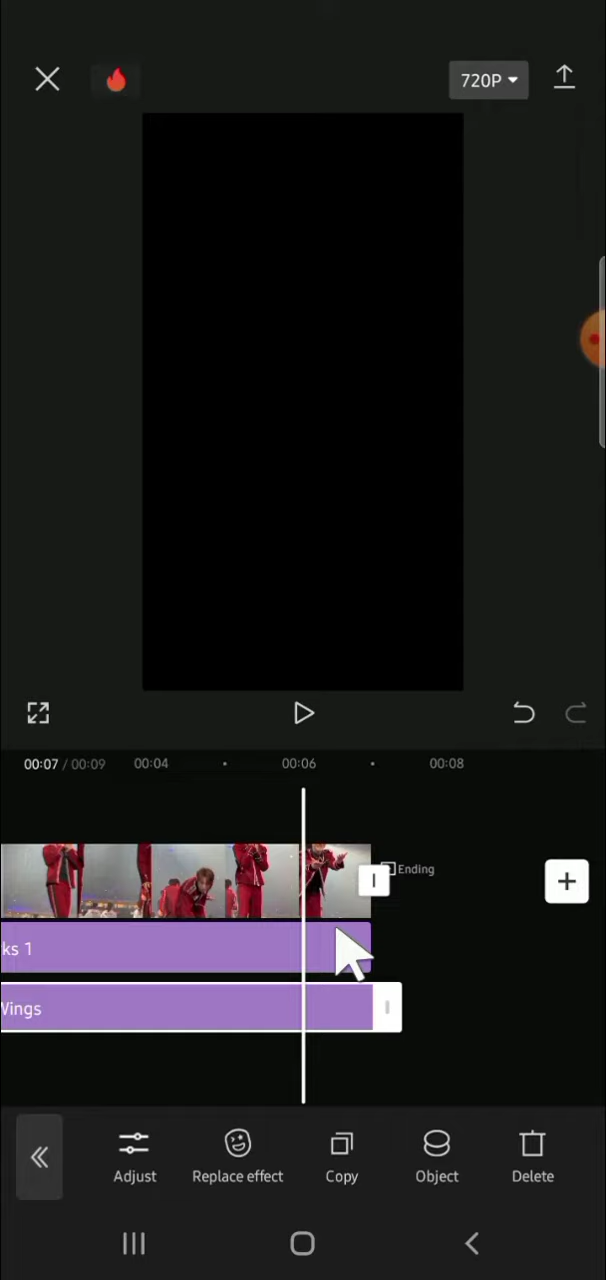 720P
00:07 / 00:09 00:04 00:06 00:08
Ending
ks 1
Wings
Adjust Replace effect Copy Object Delete